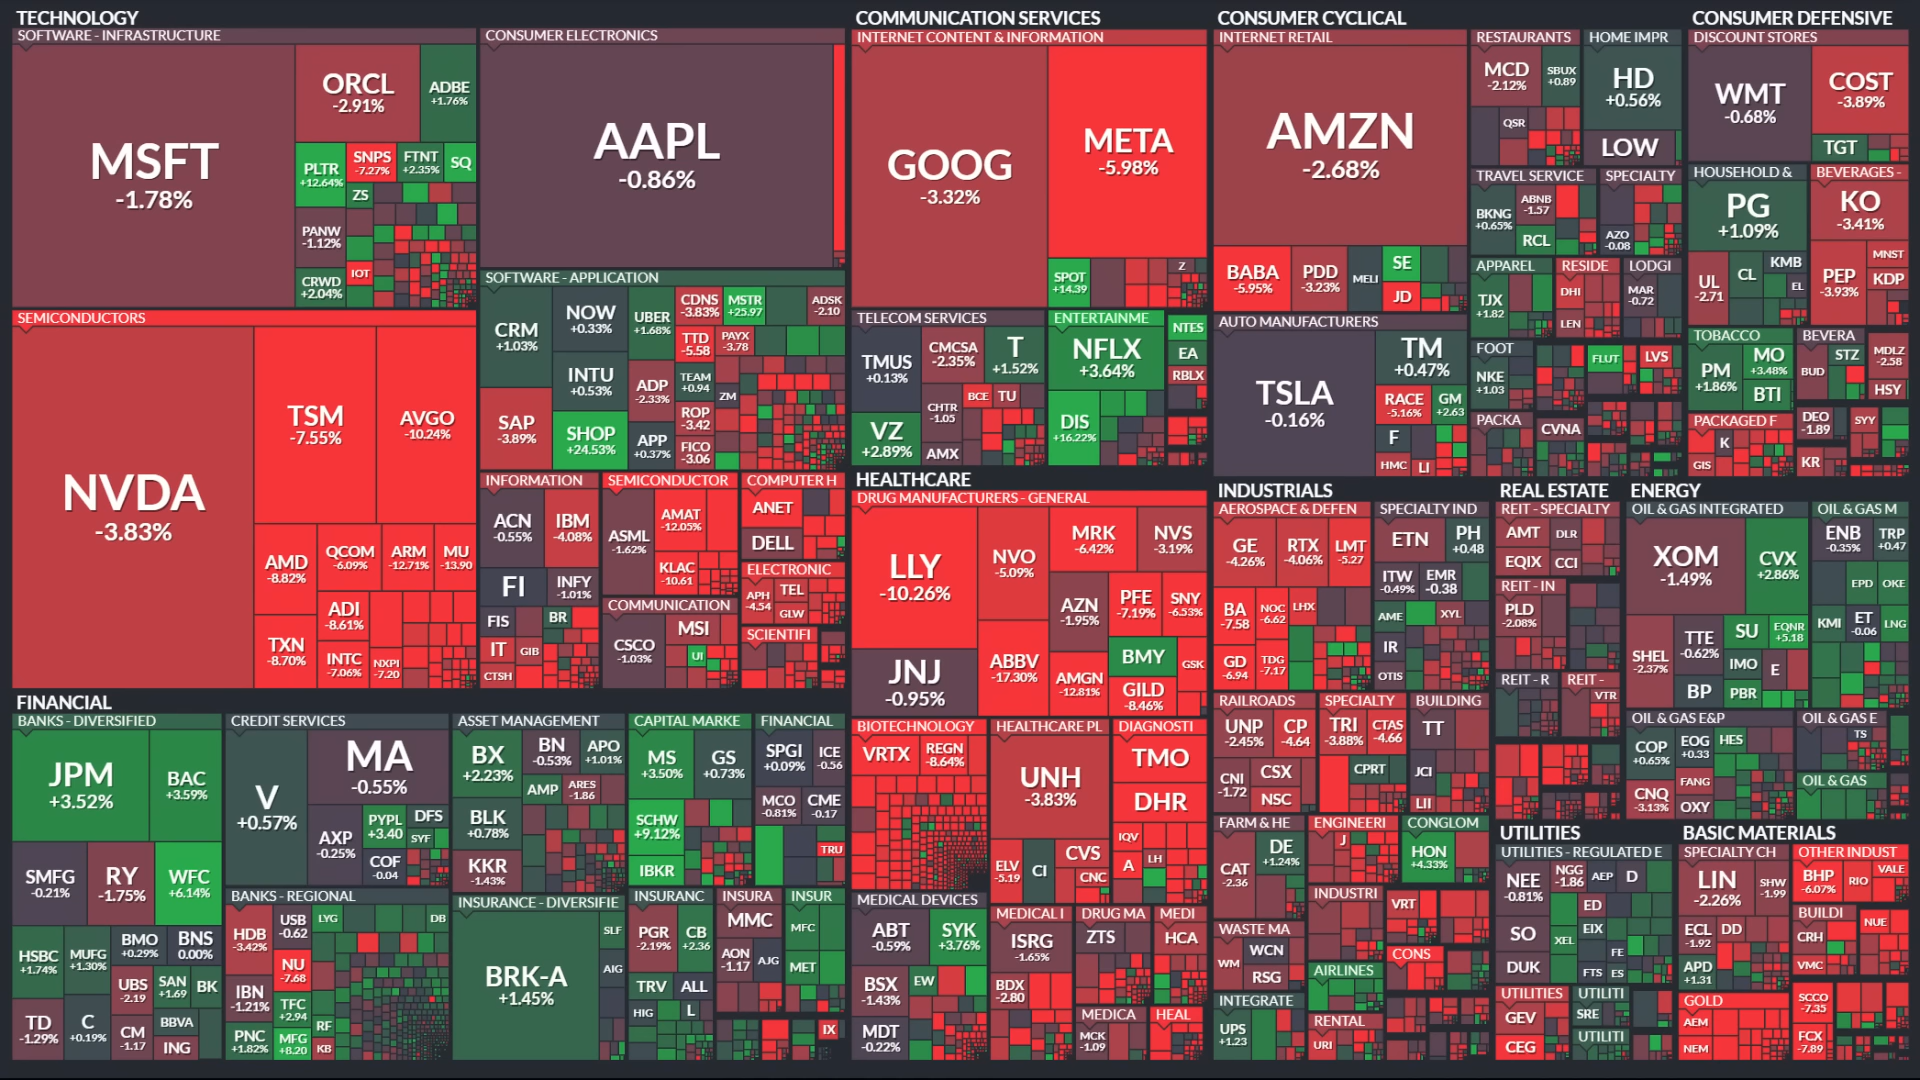 TECHNOLOGY
SOFTWARE - INFRASTRUCTURE
MSFT
-1.78%
ORCL
-2.91%
ADBE
+1.76%
PLTR
+12.64%
SNPS
-7.27%
FTNT
+2.35%
SQ
ZS
PANW
-1.12%
CRWD
+2.04%
IOT
CONSUMER ELECTRONICS
AAPL
-0.86%
SOFTWARE - APPLICATION
CRM
+1.03%
NOW
+0.33%
UBER
+1.68%
CDNS
-3.83%
MSTR
+25.97
ADSK
-2.10
INTU
+0.53%
TTD
-5.58
PAYX
-3.78
SAP
-3.89%
SHOP
+24.53%
ADP
-2.33%
TEAM
+0.94
ZM
ROP
-3.42
APP
+0.37%
FICO
-3.06
SEMICONDUCTORS
NVDA
-3.83%
TSM
-7.55%
AVGO
-10.24%
AMD
-8.82%
QCOM
-6.09%
ARM
-12.71%
MU
-13.90
TXN
-8.70%
ADI
-8.61%
INTC
-7.06%
NXPI
-7.20
INFORMATION
ACN
-0.55%
IBM
-4.08%
FI
INFY
-1.01%
FIS
BR
IT
GIB
CTSH
SEMICONDUCTOR
ASML
-1.62%
AMAT
-12.05%
KLAC
-10.61
COMMUNICATION
CSCO
-1.03%
MSI
UI
COMPUTER H
ANET
DELL
ELECTRONIC
APH
-4.54
TEL
GLW
SCIENTIFI
FINANCIAL
BANKS - DIVERSIFIED
JPM
+3.52%
BAC
+3.59%
SMFG
-0.21%
RY
-1.75%
WFC
+6.14%
HSBC
+1.74%
MUFG
+1.30%
BMO
+0.29%
BNS
0.00%
UBS
-2.19
SAN
+1.69
BK
TD
-1.29%
C
+0.19%
CM
-1.17
BBVA
ING
CREDIT SERVICES
V
+0.57%
MA
-0.55%
AXP
-0.25%
PYPL
+3.40
DFS
SYF
COF
-0.04
BANKS - REGIONAL
HDB
-3.42%
USB
-0.62
LYG
DB
NU
-7.68
IBN
-1.21%
TFC
+2.94
RF
PNC
+1.82%
MFG
+8.20
KB
ASSET MANAGEMENT
BX
+2.23%
BN
-0.53%
APO
+1.01%
AMP
ARES
-1.86
BLK
+0.78%
KKR
-1.43%
INSURANCE - DIVERSIFIE
BRK-A
+1.45%
SLF
AIG
CAPITAL MARKE
MS
+3.50%
GS
+0.73%
SCHW
+9.12%
IBKR
FINANCIAL
SPGI
+0.09%
ICE
-0.56
MCO
-0.81%
CME
-0.17
TRU
INSURANC
PGR
-2.19%
CB
+2.36
TRV
ALL
HIG
L
INSURA
MMC
AON
-1.17
AJG
IX
INSUR
MFC
MET
COMMUNICATION SERVICES
INTERNET CONTENT & INFORMATION
GOOG
-3.32%
META
-5.98%
SPOT
+14.39
Z
TELECOM SERVICES
TMUS
+0.13%
CMCSA
-2.35%
T
+1.52%
BCE
TU
CHTR
-1.05
VZ
+2.89%
AMX
ENTERTAINME
NFLX
+3.64%
DIS
+16.22%
NTES
EA
RBLX
HEALTHCARE
DRUG MANUFACTURERS - GENERAL
LLY
-10.26%
NVO
-5.09%
MRK
-6.42%
NVS
-3.19%
AZN
-1.95%
PFE
-7.19%
SNY
-6.53%
JNJ
-0.95%
ABBV
-17.30%
BMY
GSK
AMGN
-12.81%
GILD
-8.46%
BIOTECHNOLOGY
VRTX
REGN
-8.64%
HEALTHCARE PL
UNH
-3.83%
ELV
-5.19
CI
CVS
CNC
DIAGNOSTI
TMO
DHR
IQV
A
LH
MEDICAL DEVICES
ABT
-0.59%
SYK
+3.76%
BSX
-1.43%
EW
MDT
-0.22%
MEDICAL I
ISRG
-1.65%
BDX
-2.80
DRUG MA
ZTS
MEDI
HCA
MEDICA
MCK
-1.09
HEAL
CONSUMER CYCLICAL
INTERNET RETAIL
AMZN
-2.68%
BABA
-5.95%
PDD
-3.23%
MELI
SE
JD
AUTO MANUFACTURERS
TSLA
-0.16%
TM
+0.47%
RACE
-5.16%
GM
+2.63
F
HMC
LI
RESTAURANTS
MCD
-2.12%
SBUX
+0.89
QSR
HOME IMPR
HD
+0.56%
LOW
TRAVEL SERVICE
BKNG
+0.65%
ABNB
-1.57
RCL
SPECIALTY
AZO
-0.08
APPAREL
TJX
+1.82
RESIDE
DHI
LEN
LODGI
MAR
-0.72
FOOT
NKE
+1.03
FLUT
LVS
PACKA
CVNA
CONSUMER DEFENSIVE
DISCOUNT STORES
WMT
-0.68%
COST
-3.89%
TGT
HOUSEHOLD &
PG
+1.09%
UL
-2.71
CL
KMB
EL
BEVERAGES -
KO
-3.41%
PEP
-3.93%
MNST
KDP
TOBACCO
PM
+1.86%
MO
+3.48%
BTI
BEVERA
BUD
STZ
MDLZ
-2.58
HSY
PACKAGED F
K
GIS
DEO
-1.89
SYY
KR
INDUSTRIALS
AEROSPACE & DEFEN
GE
-4.26%
RTX
-4.06%
LMT
-5.27
BA
-7.58
NOC
-6.62
LHX
GD
-6.94
TDG
-7.17
SPECIALTY IND
ETN
PH
+0.48
ITW
-0.49%
EMR
-0.38
AME
XYL
IR
OTIS
RAILROADS
UNP
-2.45%
CP
-4.64
CNI
-1.72
CSX
NSC
SPECIALTY
TRI
-3.88%
CTAS
-4.66
CPRT
BUILDING
TT
JCI
LII
FARM & HE
CAT
-2.36
DE
+1.24%
ENGINEERI
J
CONGLOM
HON
+4.33%
INDUSTRI
VRT
WASTE MA
WM
WCN
RSG
AIRLINES
CONS
INTEGRATE
UPS
+1.23
RENTAL
URI
REAL ESTATE
REIT - SPECIALTY
AMT
DLR
EQIX
CCI
REIT - IN
PLD
-2.08%
REIT - R
REIT -
VTR
ENERGY
OIL & GAS INTEGRATED
XOM
-1.49%
CVX
+2.86%
SHEL
-2.37%
TTE
-0.62%
SU
EQNR
+5.18
IMO
E
BP
PBR
OIL & GAS M
ENB
-0.35%
TRP
+0.47
EPD
OKE
KMI
ET
-0.06
LNG
OIL & GAS E&P
COP
+0.65%
EOG
+0.33
HES
FANG
CNQ
-3.13%
OXY
OIL & GAS E
TS
OIL & GAS
UTILITIES
UTILITIES - REGULATED E
NEE
-0.81%
NGG
-1.86
AEP
D
ED
SO
XEL
EIX
FE
DUK
FTS
ES
UTILITIES
GEV
CEG
UTILITI
SRE
UTILITI
BASIC MATERIALS
SPECIALTY CH
LIN
-2.26%
SHW
-1.99
ECL
-1.92
DD
APD
+1.31
OTHER INDUST
BHP
-6.07%
RIO
VALE
BUILDI
CRH
VMC
NUE
GOLD
AEM
NEM
SCCO
-7.35
FCX
-7.89